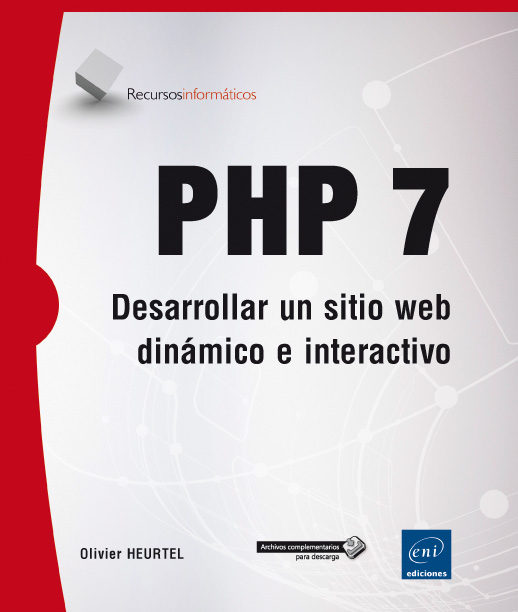 Recursosinformáticos
PHP 7
Desarrollar un sitio web
dinámico e interactivo
Olivier HEURTEL
Archivos complementarios
para descarga
eni
ediciones